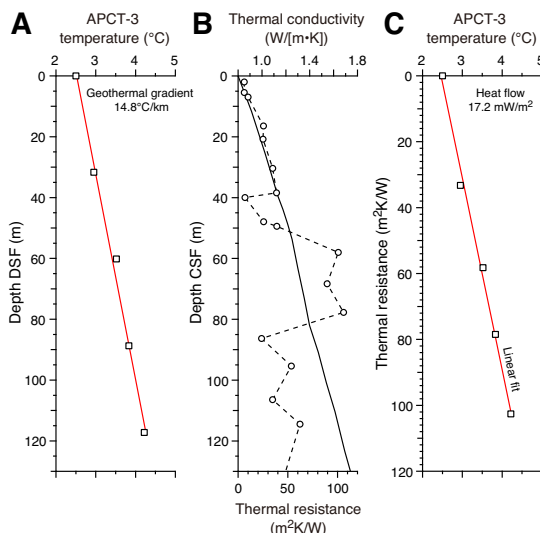 A
APCT-3
temperature (°C)
2 3 4 5
0
20
40
60
80
100
120
Depth DSF (m)
Geothermal gradient
14.8°C/km
B
Thermal conductivity
(W/[m•K])
1.0 1.4 1.8
0
20
40
60
80
100
120
Depth CSF (m)
0 50 100
Thermal resistance
(m²K/W)
C
APCT-3
temperature (°C)
2 3 4 5
0
20
40
60
80
100
120
Thermal resistance (m²K/W)
Heat flow
17.2 mW/m²
Linear fit